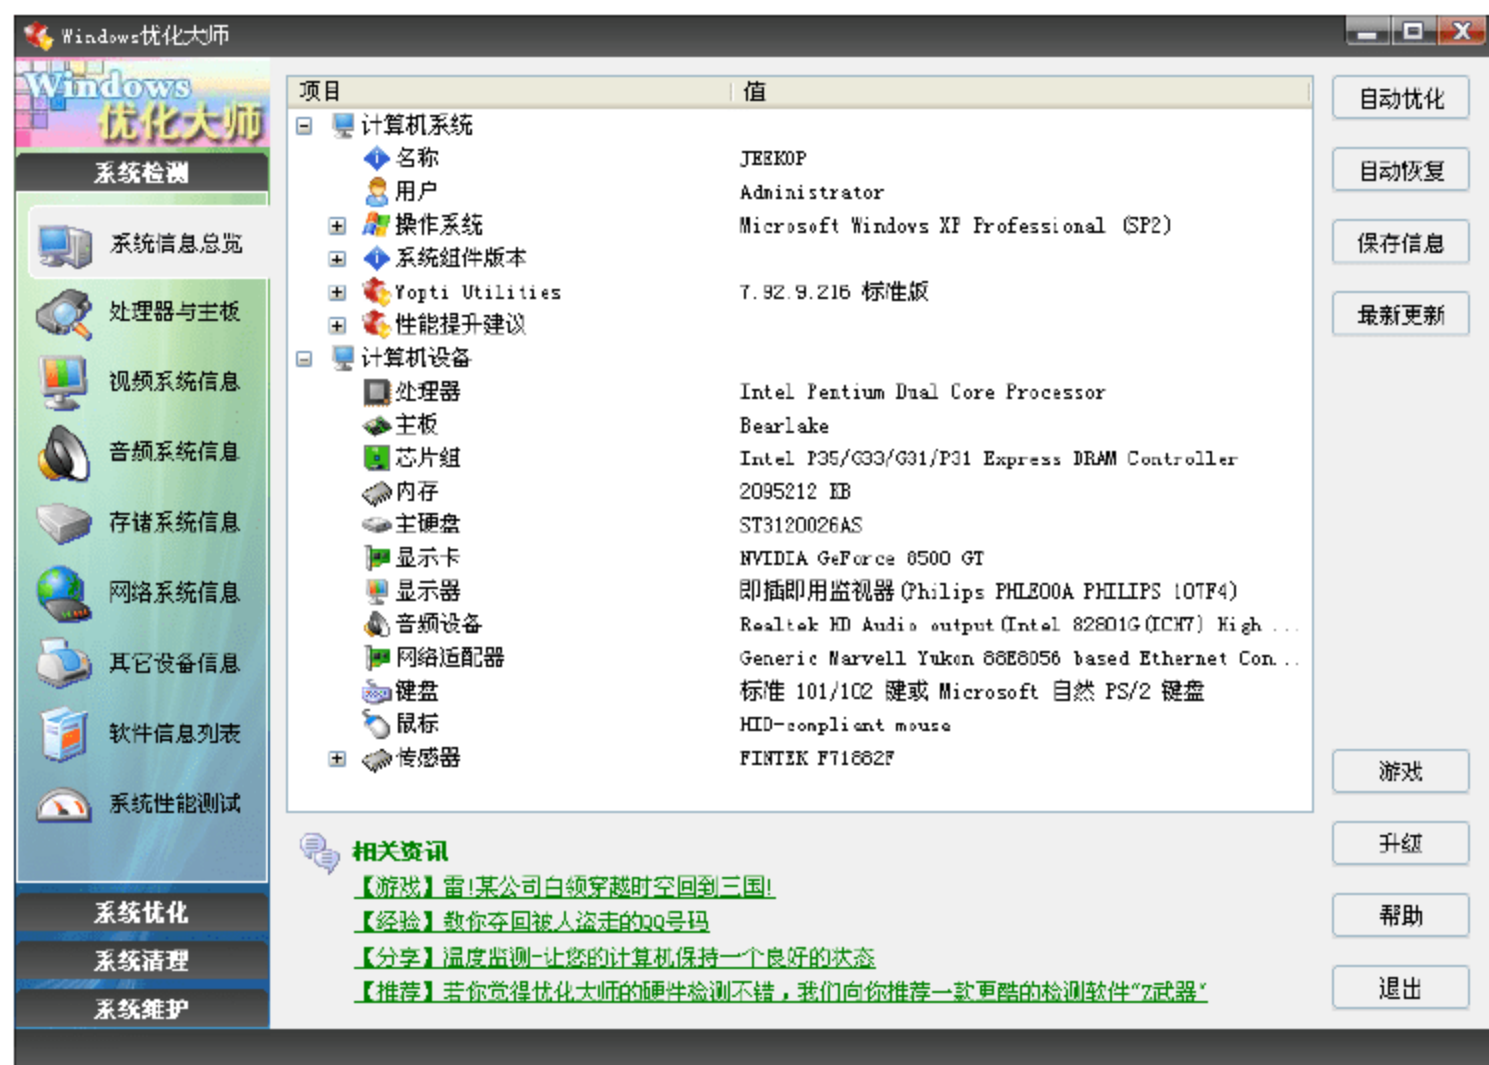 Windows优化大师
Windows
优化大师
系统检测
系统信息总览
处理器与主板
视频系统信息
音频系统信息
存储系统信息
网络系统信息
其它设备信息
软件信息列表
系统性能测试
系统优化
系统清理
系统维护
项目 值
计算机系统
名称 JEEKOP
用户 Administrator
操作系统 Microsoft Windows XP Professional (SP2)
系统组件版本
Yopti Utilities 7.92.9.216 标准版
性能提升建议
计算机设备
处理器 Intel Pentium Dual Core Processor
主板 Bearlake
芯片组 Intel P35/G33/G31/P31 Express DRAM Controller
内存 2095212 KB
主硬盘 ST3120026AS
显示卡 NVIDIA GeForce 8500 GT
显示器 即插即用监视器(Philips PHLE00A PHILIPS 107F4)
音频设备 Realtek HD Audio output(Intel 82801G(ICH7) High ...
网络适配器 Generic Marvell Yukon 88E8056 based Ethernet Con...
键盘 标准 101/102 键或 Microsoft 自然 PS/2 键盘
鼠标 HID-compliant mouse
传感器 FINTEK F71882F
相关资讯
【游戏】雷!某公司白领穿越时空回到三国!
【经验】教你夺回被人盗走的QQ号码
【分享】温度监测-让您的计算机保持一个良好的状态
【推荐】若你觉得优化大师的硬件检测不错，我们向你推荐一款更酷的检测软件"Z武器"
自动优化
自动恢复
保存信息
最新更新
游戏
升级
帮助
退出